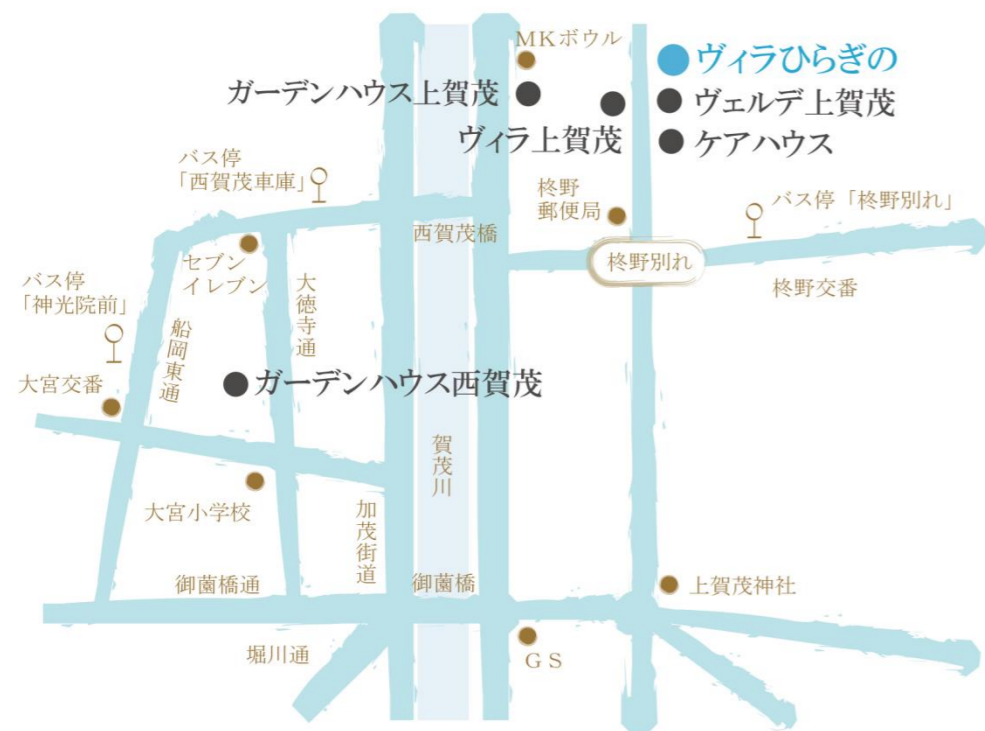 MKボウル
ヴィラひらぎの
ガーデンハウス上賀茂
ヴェルデ上賀茂
ヴィラ上賀茂
ケアハウス
バス停
「西賀茂車庫」
柊野
郵便局
バス停「柊野別れ」
西賀茂橋
柊野別れ
セブン
イレブン
柊野交番
バス停
「神光院前」
大徳寺通
船岡東通
大宮交番
ガーデンハウス西賀茂
賀茂川
大宮小学校
加茂街道
御薗橋通
御薗橋
上賀茂神社
堀川通
GS